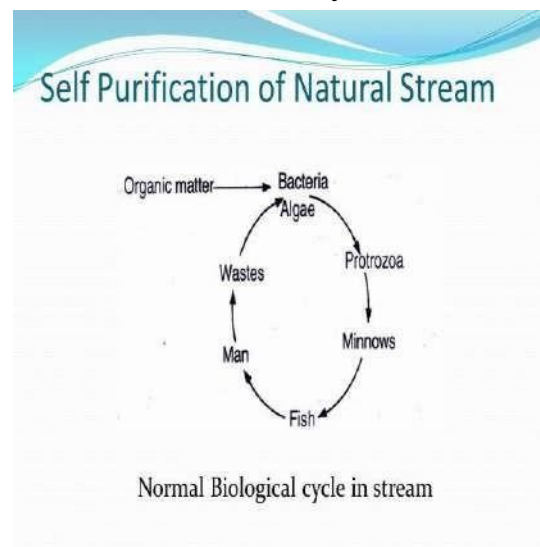 Self Purification of Natural Stream
Organic matter
Bacteria
Algae
Protrozoa
Minnows
Fish
Man
Wastes
Normal Biological cycle in stream